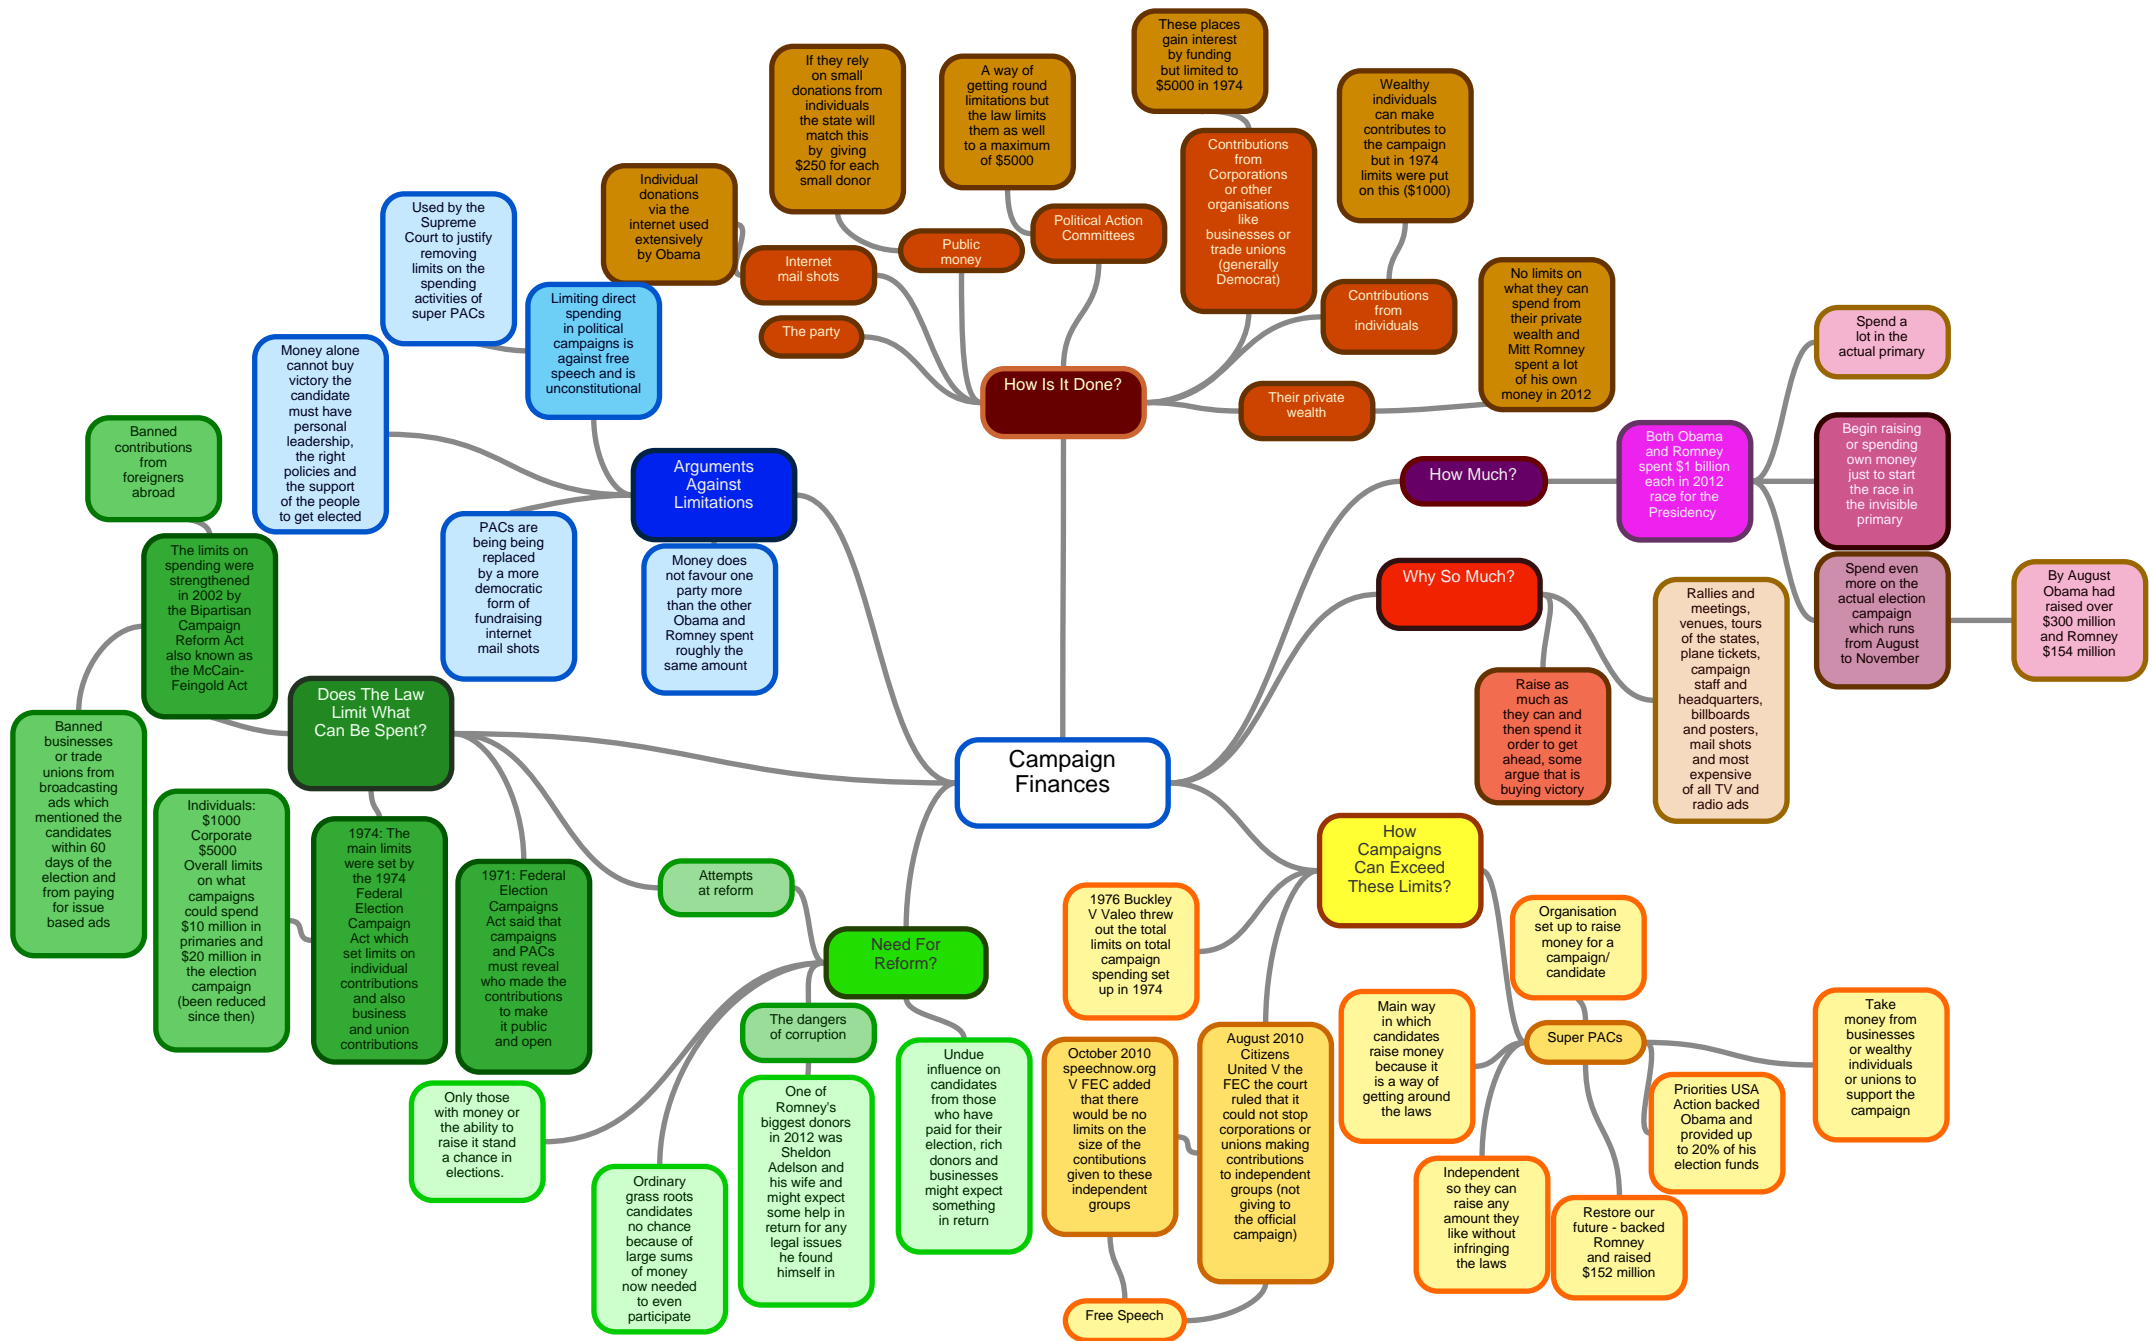 These places
gain interest
by funding
but limited to
$5000 in 1974
If they rely
on small
donations from
individuals
the state will
match this
by  giving
$250 for each
small donor
A way of
getting round
limitations but
the law limits
them as well
to a maximum
of $5000
Wealthy
individuals
can make
contributes to
the campaign
but in 1974
limits were put
on this ($1000)
Contributions
from
Corporations
or other
organisations
like
businesses or
trade unions
(generally
Democrat)
Individual
donations
via the
internet used
extensively
by Obama
Used by the
Supreme
Court to justify
removing
limits on the
spending
activities of
super PACs
Political Action
Committees
Public
money
Internet
mail shots
The party
Contributions
from
individuals
No limits on
what they can
spend from
their private
wealth and
Mitt Romney
spent a lot
of his own
money in 2012
Limiting direct
spending
in political
campaigns is
against free
speech and is
unconstitutional
How Is It Done?
Their private
wealth
Spend a
lot in the
actual primary
Money alone
cannot buy
victory the
candidate
must have
personal
leadership,
the right
policies and
the support
of the people
to get elected
Banned
contributions
from
foreigners
abroad
Arguments
Against
Limitations
How Much?
Both Obama
and Romney
spent $1 billion
each in 2012
race for the
Presidency
Begin raising
or spending
own money
just to start
the race in
the invisible
primary
PACs are
being being
replaced
by a more
democratic
form of
fundraising
internet
mail shots
Money does
not favour one
party more
than the other
Obama and
Romney spent
roughly the
same amount
The limits on
spending were
strengthened
in 2002 by
the Bipartisan
Campaign
Reform Act
also known as
the McCain-
Feingold Act
Why So Much?
Spend even
more on the
actual election
campaign
which runs
from August
to November
By August
Obama had
raised over
$300 million
and Romney
$154 million
Rallies and
meetings,
venues, tours
of the states,
plane tickets,
campaign
staff and
headquarters,
billboards
and posters,
mail shots
and most
expensive
of all TV and
radio ads
Raise as
much as
they can and
then spend it
order to get
ahead, some
argue that is
buying victory
Does The Law
Limit What
Can Be Spent?
Banned
businesses
or trade
unions from
broadcasting
ads which
mentioned the
candidates
within 60
days of the
election and
from paying
for issue
based ads
Campaign
Finances
Individuals:
$1000
Corporate
$5000
Overall limits
on what
campaigns
could spend
$10 million in
primaries and
$20 million in
the election
campaign
(been reduced
since then)
1974: The
main limits
were set by
the 1974
Federal
Election
Campaign
Act which
set limits on
individual
contributions
and also
business
and union
contributions
1971: Federal
Election
Campaigns
Act said that
campaigns
and PACs
must reveal
who made the
contributions
to make
it public
and open
Attempts
at reform
How
Campaigns
Can Exceed
These Limits?
1976 Buckley
V Valeo threw
out the total
limits on total
campaign
spending set
up in 1974
Organisation
set up to raise
money for a
campaign/
candidate
Need For
Reform?
Main way
in which
candidates
raise money
because it
is a way of
getting around
the laws
Super PACs
Take
money from
businesses
or wealthy
individuals
or unions to
support the
campaign
The dangers
of corruption
Undue
influence on
candidates
from those
who have
paid for their
election, rich
donors and
businesses
might expect
something
in return
October 2010
speechnow.org
V FEC added
that there
would be no
limits on the
size of the
contibutions
given to these
independent
groups
August 2010
Citizens
United V the
FEC the court
ruled that it
could not stop
corporations or
unions making
contributions
to independent
groups (not
giving to
the official
campaign)
Priorities USA
Action backed
Obama and
provided up
to 20% of his
election funds
Only those
with money or
the ability to
raise it stand
a chance in
elections.
One of
Romney's
biggest donors
in 2012 was
Sheldon
Adelson and
his wife and
might expect
some help in
return for any
legal issues
he found
himself in
Ordinary
grass roots
candidates
no chance
because of
large sums
of money
now needed
to even
participate
Independent
so they can
raise any
amount they
like without
infringing
the laws
Restore our
future - backed
Romney
and raised
$152 million
Free Speech